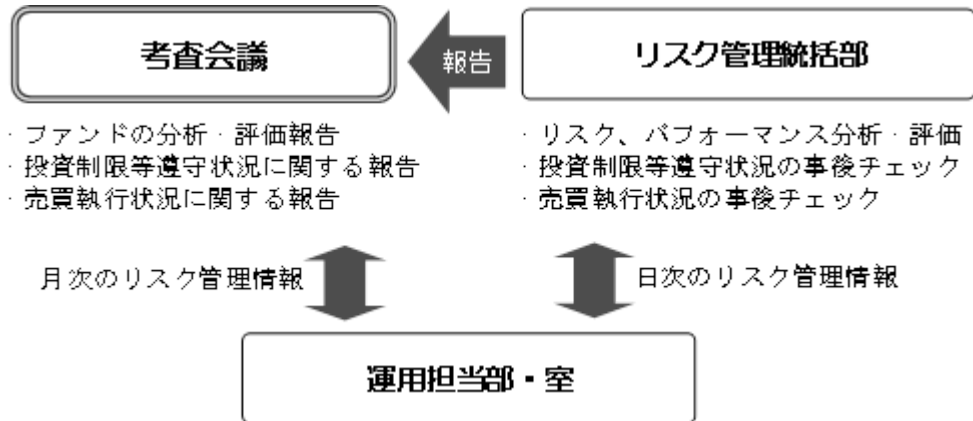 考査会議
報告
リスク管理統括部
・ファンドの分析・評価報告
・投資制限等遵守状況に関する報告
・売買執行状況に関する報告
・リスク、パフォーマンス分析・評価
・投資制限等遵守状況の事後チェック
・売買執行状況の事後チェック
月次のリスク管理情報
日次のリスク管理情報
運用担当部・室